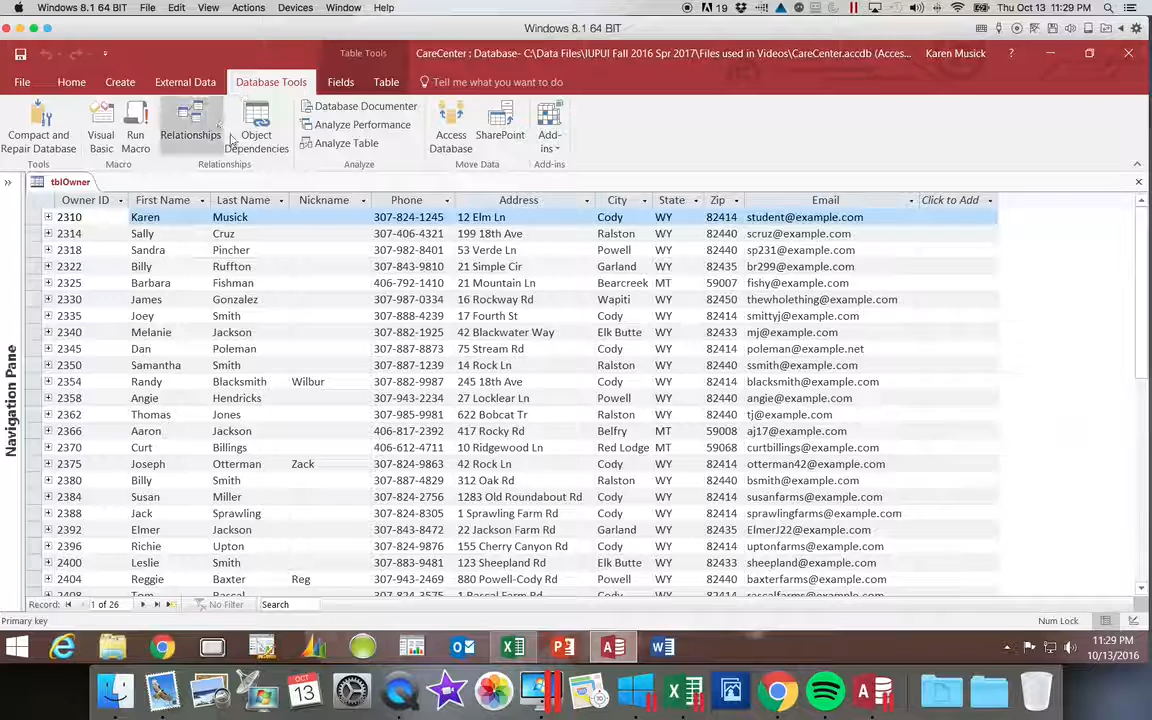 Windows 8.1 64 BIT File Edit View Actions Devices Window Help 19 Thu Oct 13 11:29 PM
Windows 8.1 64 BIT
Table Tools CareCenter : Database- C:\Data Files\IUPUI Fall 2016 Spr 2017\Files used in Videos\CareCenter.accdb (Acces... Karen Musick ?
File Home Create External Data Database Tools Fields Table Tell me what you want to do
Compact and Repair Database
Visual Basic
Run Macro
Relationships
Object Dependencies
Database Documenter
Analyze Performance
Analyze Table
Access Database
SharePoint
Add-ins
Tools Macro Relationships Analyze Move Data Add-ins
tblOwner
Owner ID First Name Last Name Nickname Phone Address City State Zip Email Click to Add
2310 Karen Musick 307-824-1245 12 Elm Ln Cody WY 82414 student@example.com
2314 Sally Cruz 307-406-4321 199 18th Ave Ralston WY 82440 scruz@example.com
2318 Sandra Pincher 307-982-8401 53 Verde Ln Powell WY 82440 sp231@example.com
2322 Billy Ruffton 307-843-9810 21 Simple Cir Garland WY 82435 br299@example.com
2325 Barbara Fishman 406-792-1410 21 Mountain Ln Bearcreek MT 59007 fishy@example.com
2330 James Gonzalez 307-987-0334 16 Rockway Rd Wapiti WY 82450 thewholething@example.com
2335 Joey Smith 307-888-4239 17 Fourth St Cody WY 82414 smittyj@example.com
2340 Melanie Jackson 307-882-1925 42 Blackwater Way Elk Butte WY 82433 mj@example.com
2345 Dan Poleman 307-887-8873 75 Stream Rd Cody WY 82414 poleman@example.net
2350 Samantha Smith 307-887-1239 14 Rock Ln Ralston WY 82440 ssmith@example.com
2354 Randy Blacksmith Wilbur 307-882-9987 245 18th Ave Cody WY 82414 blacksmith@example.com
2358 Angie Hendricks 307-943-2234 27 Locklear Ln Powell WY 82440 angie@example.com
2362 Thomas Jones 307-985-9981 622 Bobcat Tr Ralston WY 82440 tj@example.com
2366 Aaron Jackson 406-817-2392 417 Rocky Rd Belfry MT 59008 aj17@example.com
2370 Curt Billings 406-612-4711 10 Ridgewood Ln Red Lodge MT 59068 curtbillings@example.com
2375 Joseph Otterman Zack 307-824-9863 42 Rock Ln Cody WY 82414 otterman42@example.com
2380 Billy Smith 307-887-4829 312 Oak Rd Ralston WY 82440 bsmith@example.com
2384 Susan Miller 307-824-2756 1283 Old Roundabout Rd Cody WY 82414 susanfarms@example.com
2388 Jack Sprawling 307-824-8305 1 Sprawling Farm Rd Cody WY 82414 sprawlingfarms@example.com
2392 Elmer Jackson 307-843-8472 22 Jackson Farm Rd Garland WY 82435 ElmerJ22@example.com
2396 Richie Upton 307-824-9876 155 Cherry Canyon Rd Cody WY 82414 uptonfarms@example.com
2400 Leslie Smith 307-883-9481 123 Sheepland Rd Elk Butte WY 82433 sheepland@example.com
2404 Reggie Baxter Reg 307-943-2469 880 Powell-Cody Rd Powell WY 82440 baxterfarms@example.com
2408 Tom Rascal 307-824-3575 1 Rascal Farm Rd Cody WY 82414 rascalfarms@example.com
Navigation Pane
Record: 1 of 26 No Filter Search
Primary key Num Lock
11:29 PM
10/13/2016
OCT
13